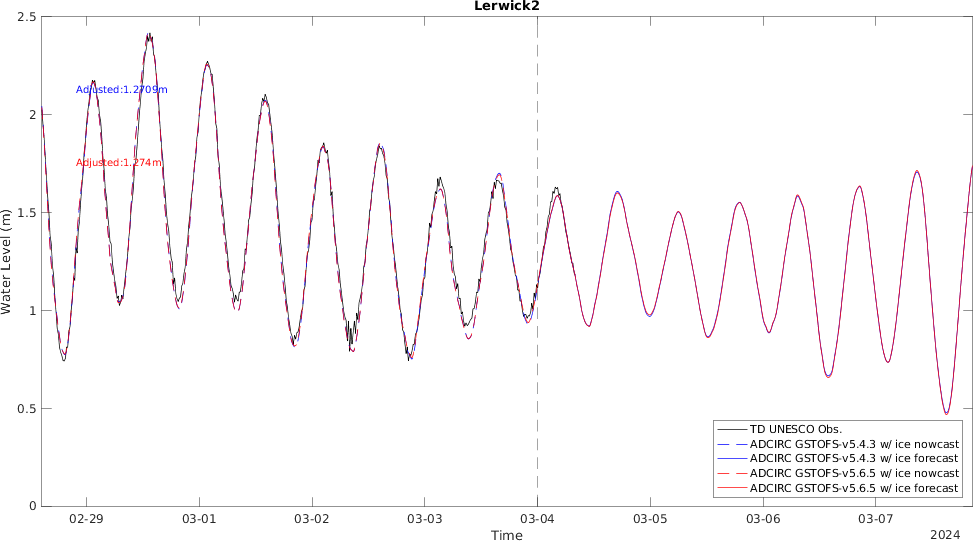 Lerwick2
2.5
2
1.5
1
0.5
0
Water Level (m)
Adjusted:1.2709m
Adjusted:1.274m
TD UNESCO Obs.
ADCIRC GSTOFS-v5.4.3 w/ ice nowcast
ADCIRC GSTOFS-v5.4.3 w/ ice forecast
ADCIRC GSTOFS-v5.6.5 w/ ice nowcast
ADCIRC GSTOFS-v5.6.5 w/ ice forecast
02-29 03-01 03-02 03-03 03-04 03-05 03-06 03-07
Time
2024